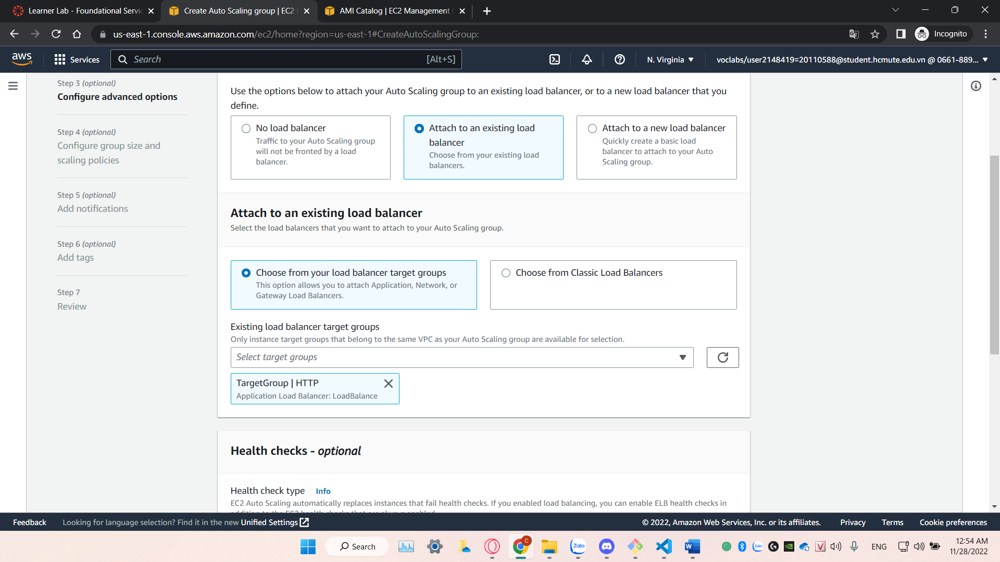 Learner Lab - Foundational Servic
Create Auto Scaling group | EC2
AMI Catalog | EC2 Management C
us-east-1.console.aws.amazon.com/ec2/home?region=us-east-1#CreateAutoScalingGroup:
Incognito
aws
Services
Search
[Alt+S]
N. Virginia
voclabs/user2148419=20110588@student.hcmute.edu.vn @ 0661-889...
Step 3 (optional)
Configure advanced options
Step 4 (optional)
Configure group size and
scaling policies
Step 5 (optional)
Add notifications
Step 6 (optional)
Add tags
Step 7
Review
Use the options below to attach your Auto Scaling group to an existing load balancer, or to a new load balancer that you
define.
No load balancer
Traffic to your Auto Scaling group
will not be fronted by a load
balancer.
Attach to an existing load
balancer
Choose from your existing load
balancers.
Attach to a new load balancer
Quickly create a basic load
balancer to attach to your Auto
Scaling group.
Attach to an existing load balancer
Select the load balancers that you want to attach to your Auto Scaling group.
Choose from your load balancer target groups
This option allows you to attach Application, Network, or
Gateway Load Balancers.
Choose from Classic Load Balancers
Existing load balancer target groups
Only instance target groups that belong to the same VPC as your Auto Scaling group are available for selection.
Select target groups
TargetGroup | HTTP
Application Load Balancer: LoadBalance
Health checks - optional
Health check type
Info
EC2 Auto Scaling automatically replaces instances that fail health checks. If you enabled load balancing, you can enable ELB health checks in
addition to the EC2 health checks that are always enabled.
Feedback
Looking for language selection? Find it in the new Unified Settings
© 2022, Amazon Web Services, Inc. or its affiliates.
Privacy
Terms
Cookie preferences
Search
C
Zalo
W
Zalo
V
ENG
12:54 AM
11/28/2022